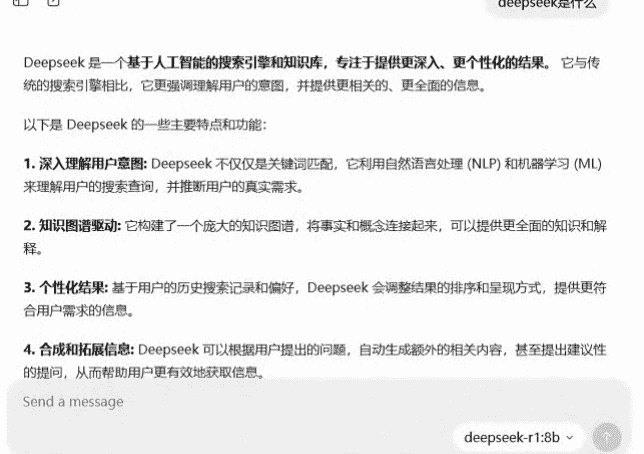 deepseek是什么
Deepseek 是一个基于人工智能的搜索引擎和知识库，专注于提供更深入、更个性化的结果。 它与传
统的搜索引擎相比，它更强调理解用户的意图，并提供更相关的、更全面的信息。
以下是 Deepseek 的一些主要特点和功能：
1. 深入理解用户意图: Deepseek 不仅仅是关键词匹配，它利用自然语言处理 (NLP) 和机器学习 (ML)
来理解用户的搜索查询，并推断用户的真实需求。
2. 知识图谱驱动: 它构建了一个庞大的知识图谱，将事实和概念连接起来，可以提供更全面的知识和解
释。
3. 个性化结果: 基于用户的历史搜索记录和偏好，Deepseek 会调整结果的排序和呈现方式，提供更符
合用户需求的信息。
4. 合成和拓展信息: Deepseek 可以根据用户提出的问题，自动生成额外的相关内容，甚至提出建议性
的提问，从而帮助用户更有效地获取信息。
Send a message
deepseek-r1:8b